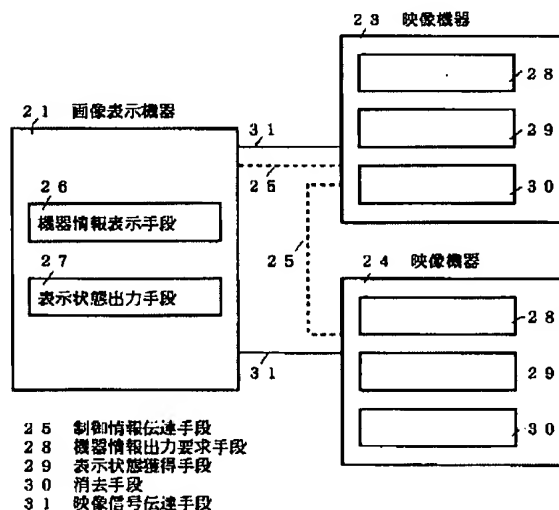 23 映像機器
28
29
30
21 画像表示機器
26
機器情報表示手段
27
表示状態出力手段
31
25
25
24 映像機器
28
29
30
31
25 制御情報伝達手段
28 機器情報出力要求手段
29 表示状態獲得手段
30 消去手段
31 映像信号伝達手段